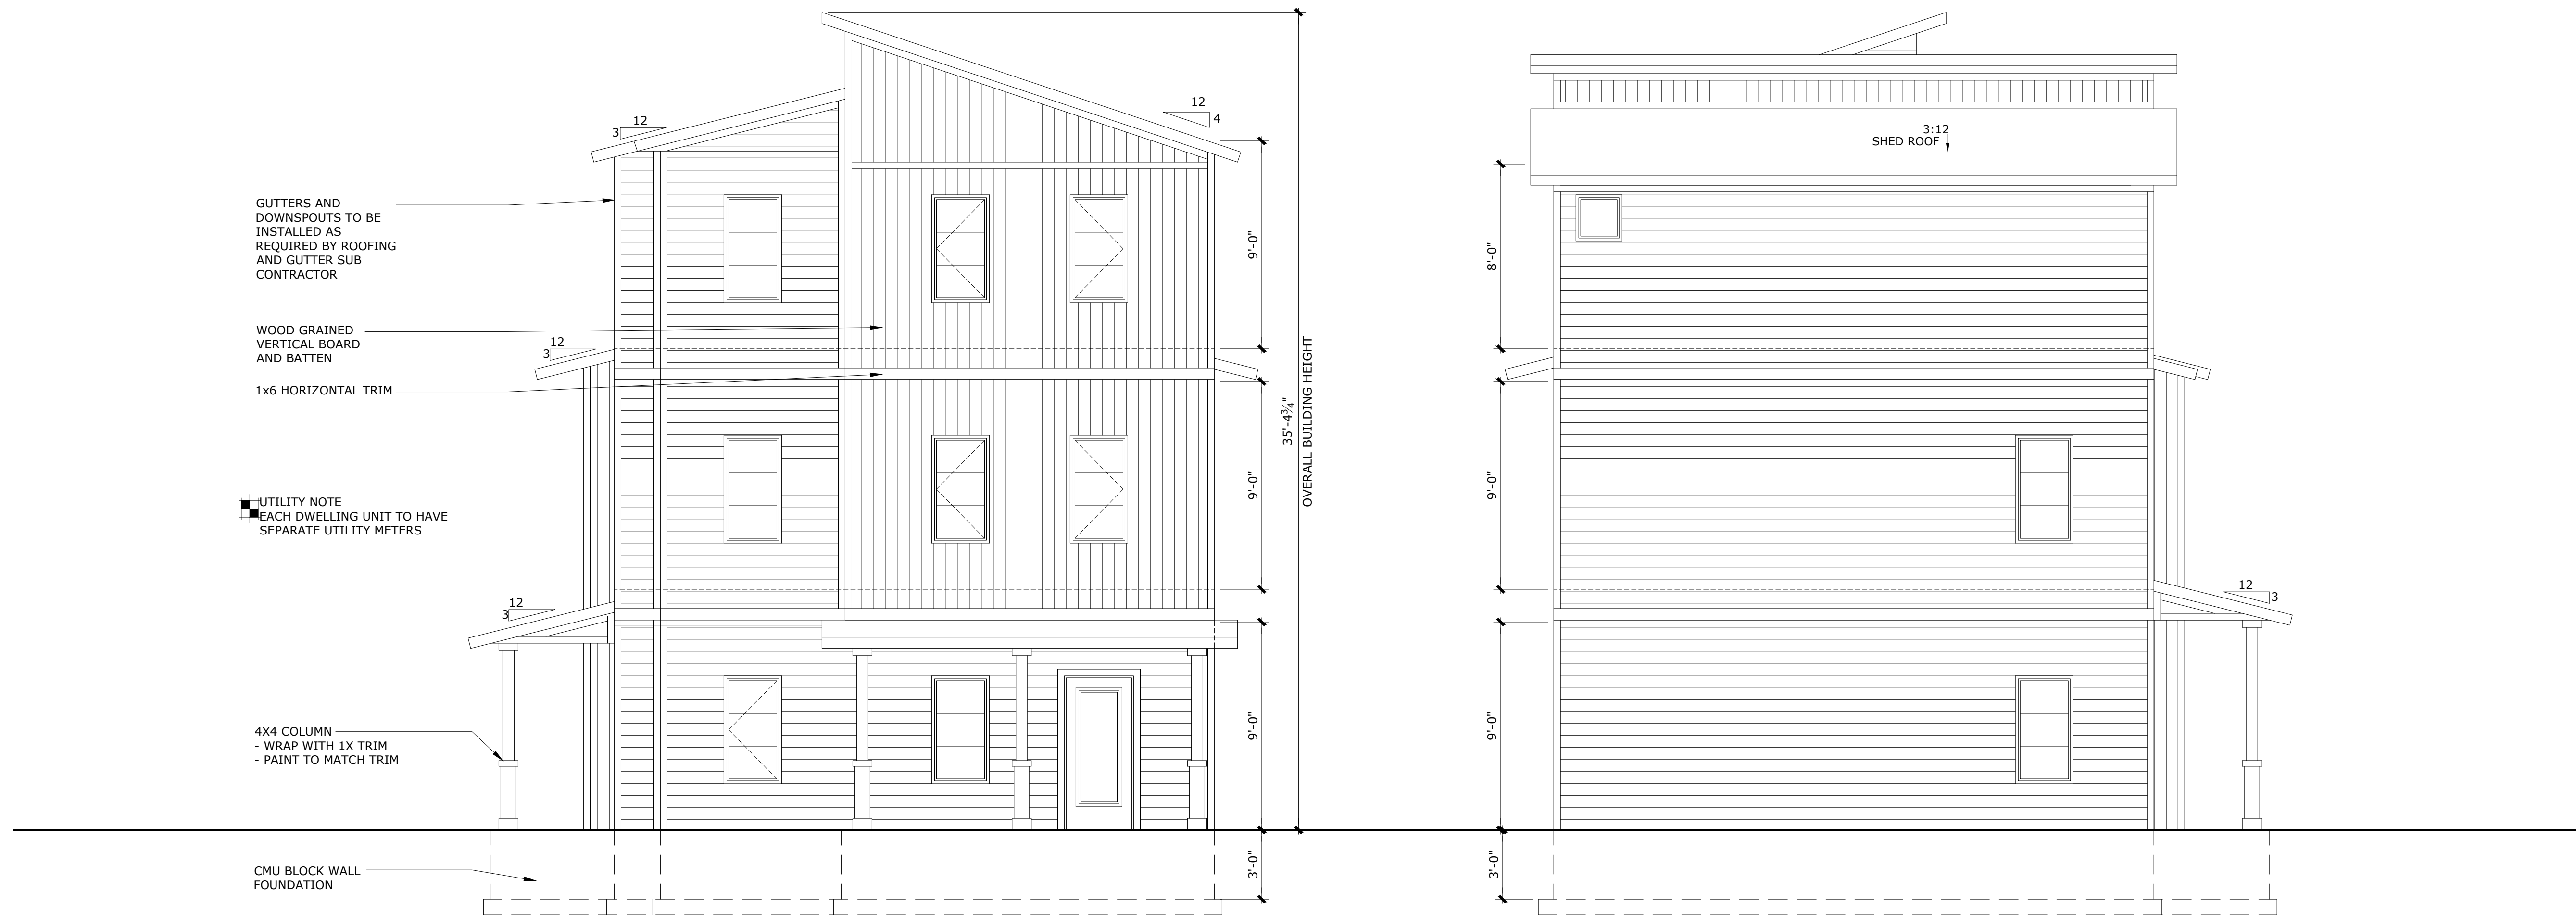 12
3
12
4
GUTTERS AND
DOWNSPOUTS TO BE
INSTALLED AS
REQUIRED BY ROOFING
AND GUTTER SUB
CONTRACTOR
WOOD GRAINED
VERTICAL BOARD
AND BATTEN
12
3
1x6 HORIZONTAL TRIM
UTILITY NOTE
EACH DWELLING UNIT TO HAVE
SEPARATE UTILITY METERS
12
3
4X4 COLUMN
- WRAP WITH 1X TRIM
- PAINT TO MATCH TRIM
CMU BLOCK WALL
FOUNDATION
9'-0"
9'-0"
9'-0"
3'-0"
35'-4¾"
OVERALL BUILDING HEIGHT
3:12
SHED ROOF
8'-0"
9'-0"
9'-0"
3'-0"
12
3